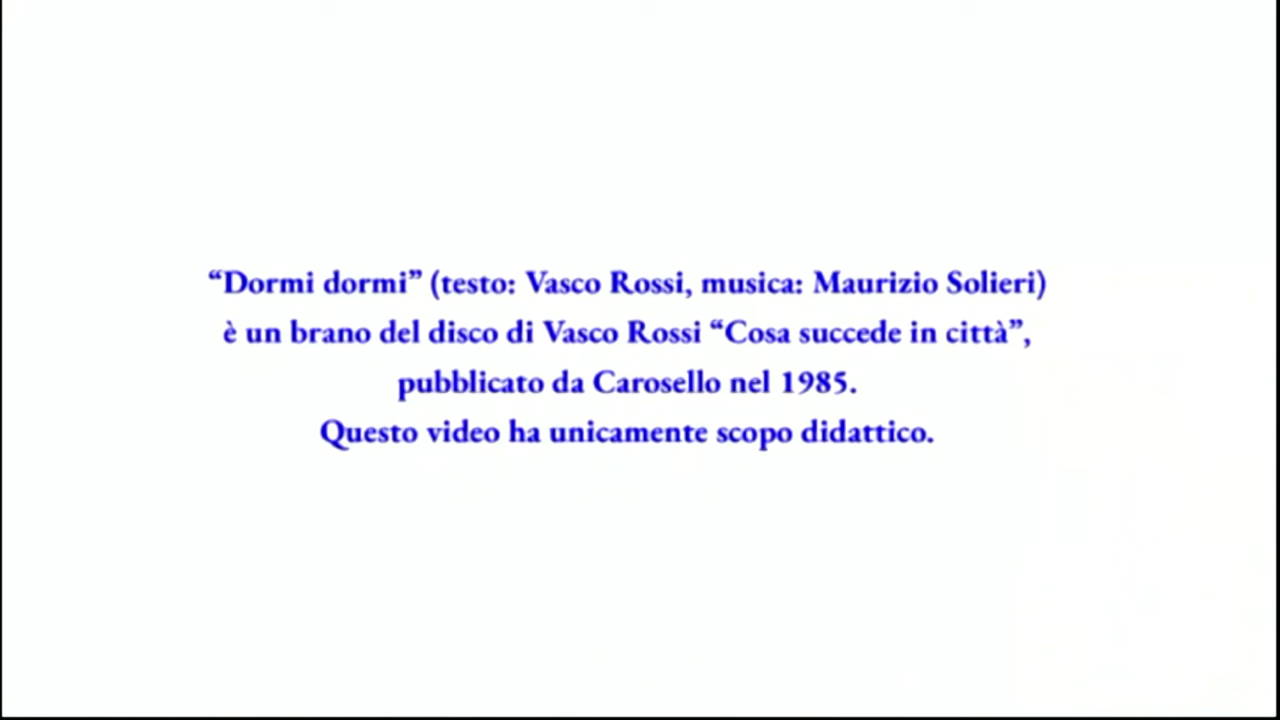 “Dormi dormi” (testo: Vasco Rossi, musica: Maurizio Solieri)
è un brano del disco di Vasco Rossi “Cosa succede in città”,
pubblicato da Carosello nel 1985.
Questo video ha unicamente scopo didattico.